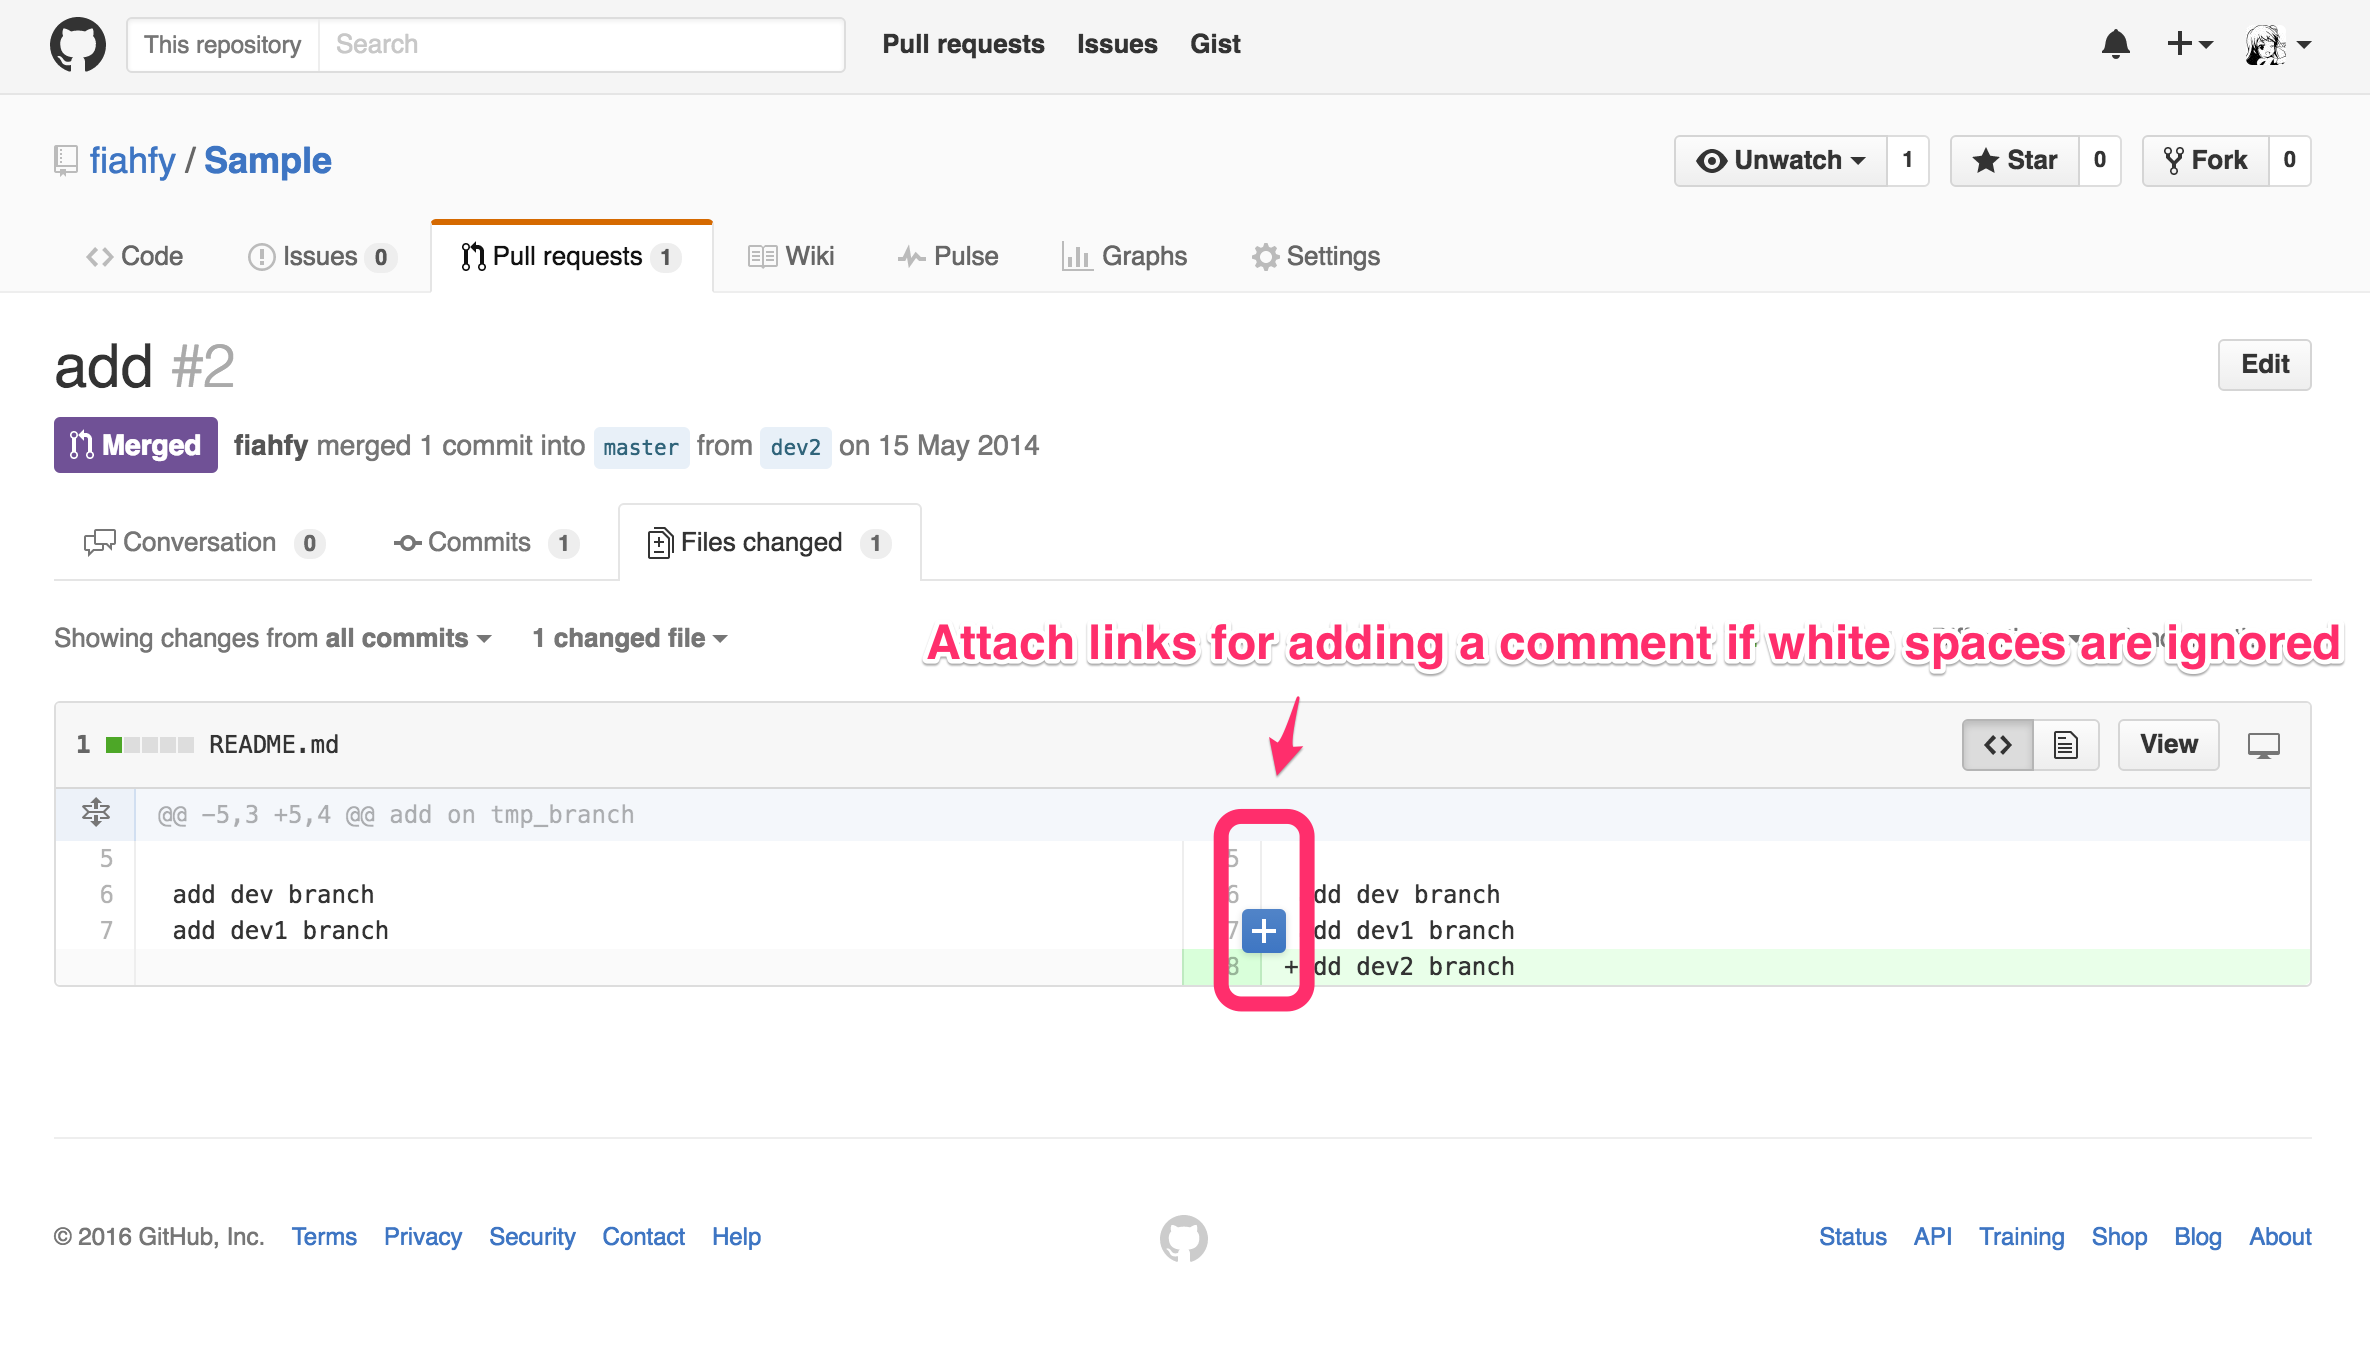 This repository Search Pull requests Issues Gist
fiahfy / Sample Unwatch 1 Star 0 Fork 0
Code Issues 0 Pull requests 1 Wiki Pulse Graphs Settings
add #2 Edit
Merged fiahfy merged 1 commit into master from dev2 on 15 May 2014
Conversation 0 Commits 1 Files changed 1
Showing changes from all commits 1 changed file
Attach links for adding a comment if white spaces are ignored
1 README.md View
@@ -5,3 +5,4 @@ add on tmp_branch
5 5
6 add dev branch 6 dd dev branch
7 add dev1 branch 7 + dd dev1 branch
8 + dd dev2 branch
© 2016 GitHub, Inc. Terms Privacy Security Contact Help Status API Training Shop Blog About